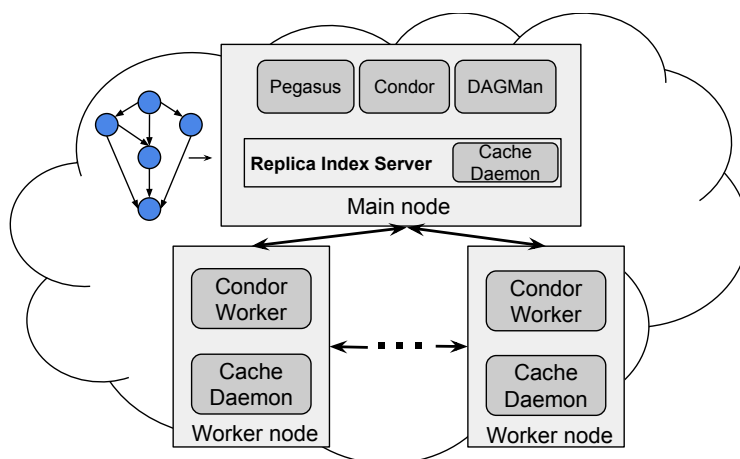 Pegasus
Condor
DAGMan
Replica Index Server
Cache
Daemon
Main node
Condor
Worker
Cache
Daemon
Worker node
Condor
Worker
Cache
Daemon
Worker node